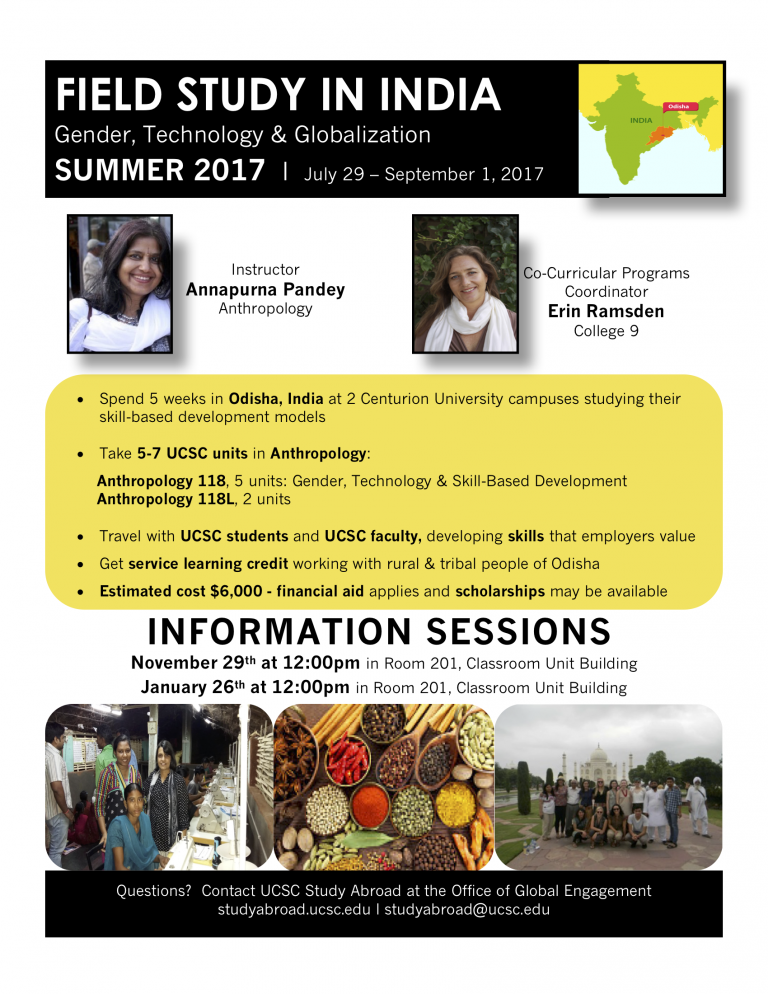 FIELD STUDY IN INDIA
Gender, Technology & Globalization
SUMMER 2017 | July 29 – September 1, 2017
Odisha
INDIA
Instructor
Annapurna Pandey
Anthropology
Co-Curricular Programs
Coordinator
Erin Ramsden
College 9
• Spend 5 weeks in Odisha, India at 2 Centurion University campuses studying their
skill-based development models
• Take 5-7 UCSC units in Anthropology:
Anthropology 118, 5 units: Gender, Technology & Skill-Based Development
Anthropology 118L, 2 units
• Travel with UCSC students and UCSC faculty, developing skills that employers value
• Get service learning credit working with rural & tribal people of Odisha
• Estimated cost $6,000 - financial aid applies and scholarships may be available
INFORMATION SESSIONS
November 29th at 12:00pm in Room 201, Classroom Unit Building
January 26th at 12:00pm in Room 201, Classroom Unit Building
Questions? Contact UCSC Study Abroad at the Office of Global Engagement
studyabroad.ucsc.edu | studyabroad@ucsc.edu